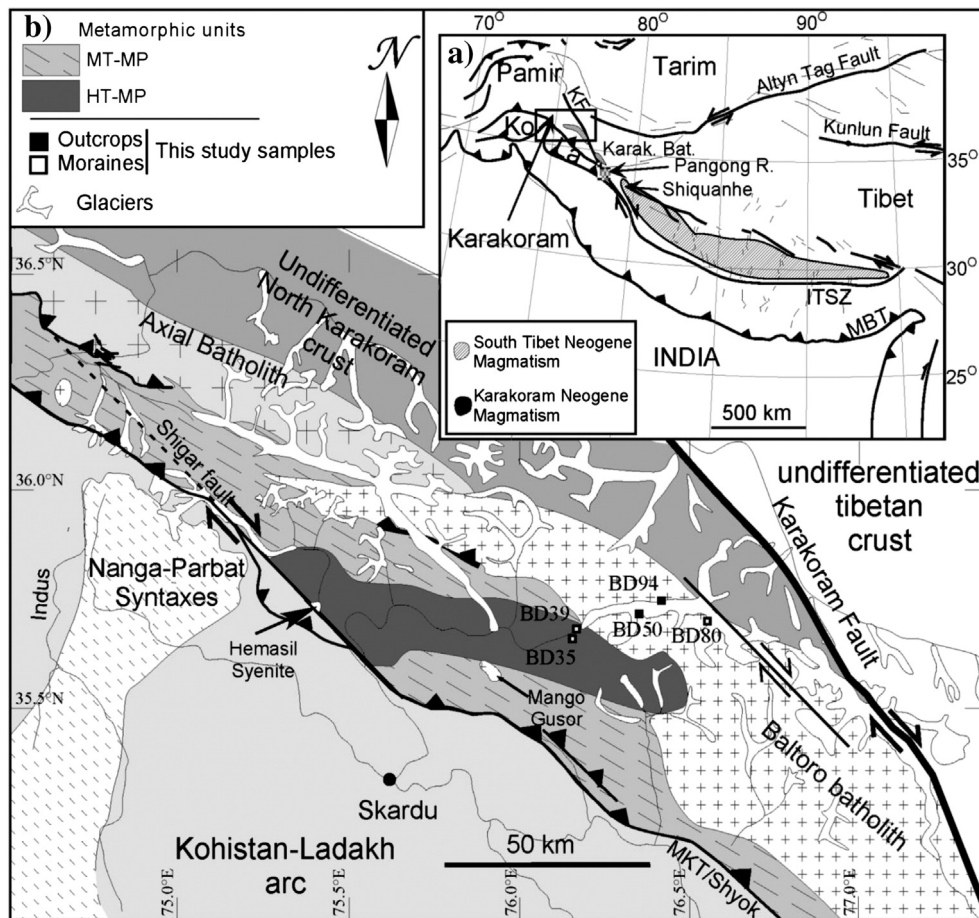 b)
Metamorphic units
MT-MP
HT-MP
Outcrops
Moraines
This study samples
Glaciers
N
a)
70°
80°
90°
35°
30°
25°
Pamir
Tarim
Altyn Tag Fault
KF
Kunlun Fault
Ko
La
Karak. Bat.
Pangong R.
Shiquanhe
Tibet
Karakoram
ITSZ
MBT
INDIA
South Tibet Neogene
Magmatism
Karakoram Neogene
Magmatism
500 km
36.5°N
36.0°N
35.5°N
Undifferentiated
North Karakoram
crust
Axial Batholith
Shigar fault
undifferentiated
tibetan
crust
Karakoram Fault
Nanga-Parbat
Syntaxes
Indus
Hemasil
Syenite
BD94
BD39
BD50
BD80
BD35
Mango
Gusor
Baltoro batholith
Skardu
50 km
Kohistan-Ladakh
arc
MKT/Shyok
75.0°E
75.5°E
76.0°E
76.5°E
77.0°E